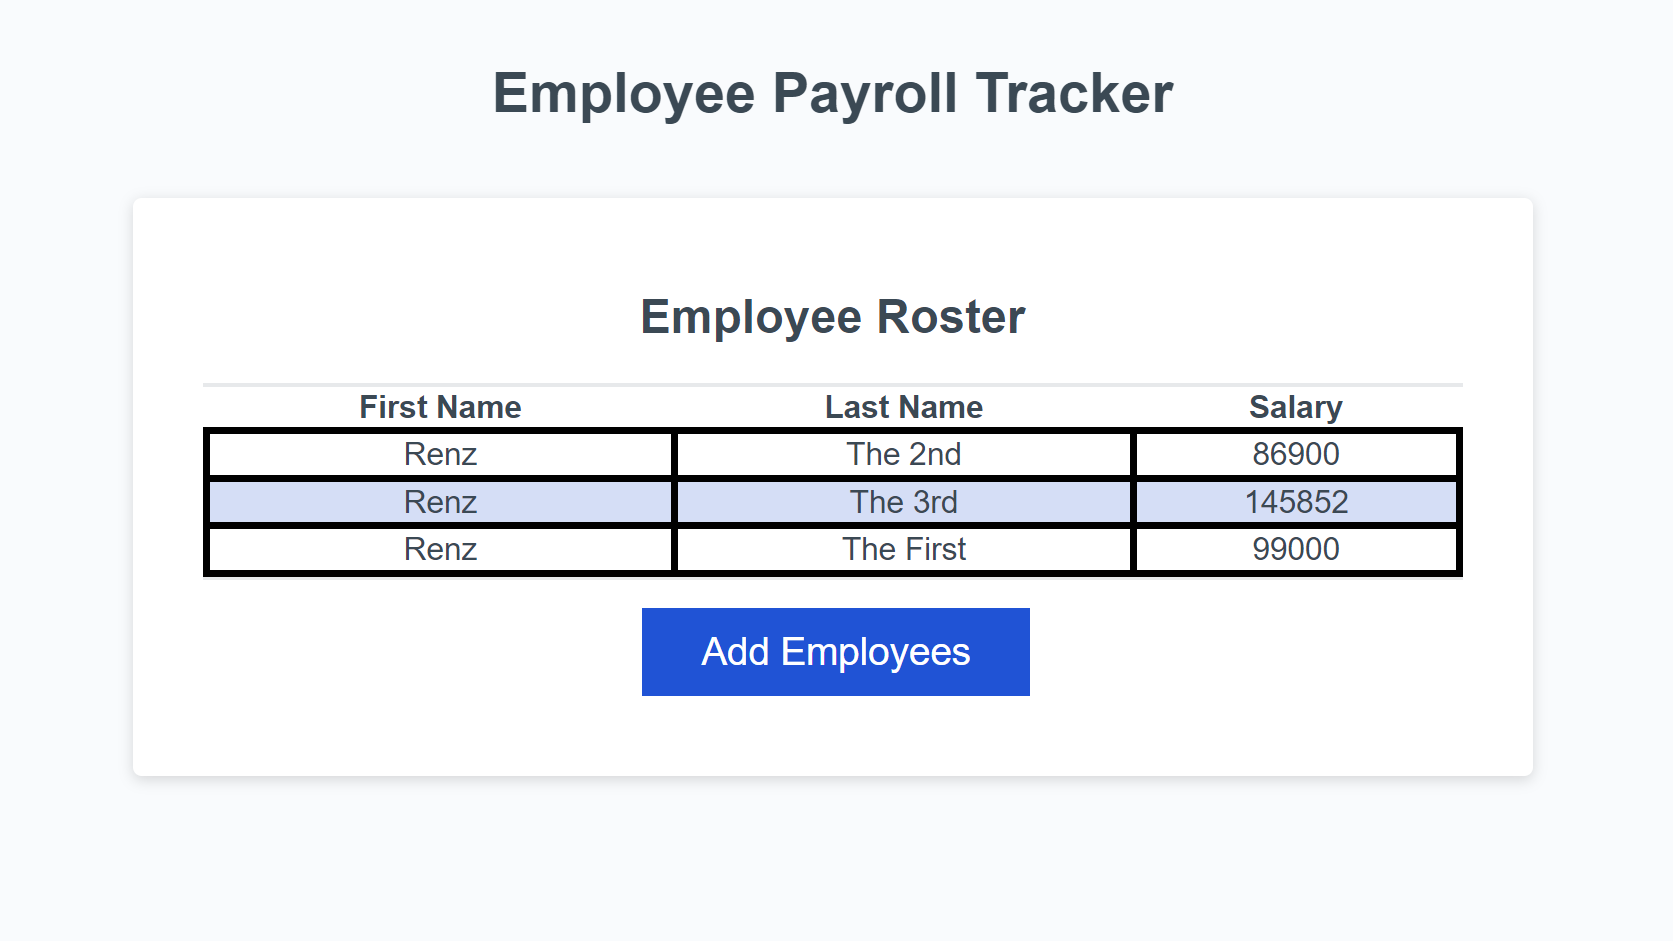 Employee Payroll Tracker
Employee Roster
First Name Last Name Salary
Renz The 2nd 86900
Renz The 3rd 145852
Renz The First 99000
Add Employees